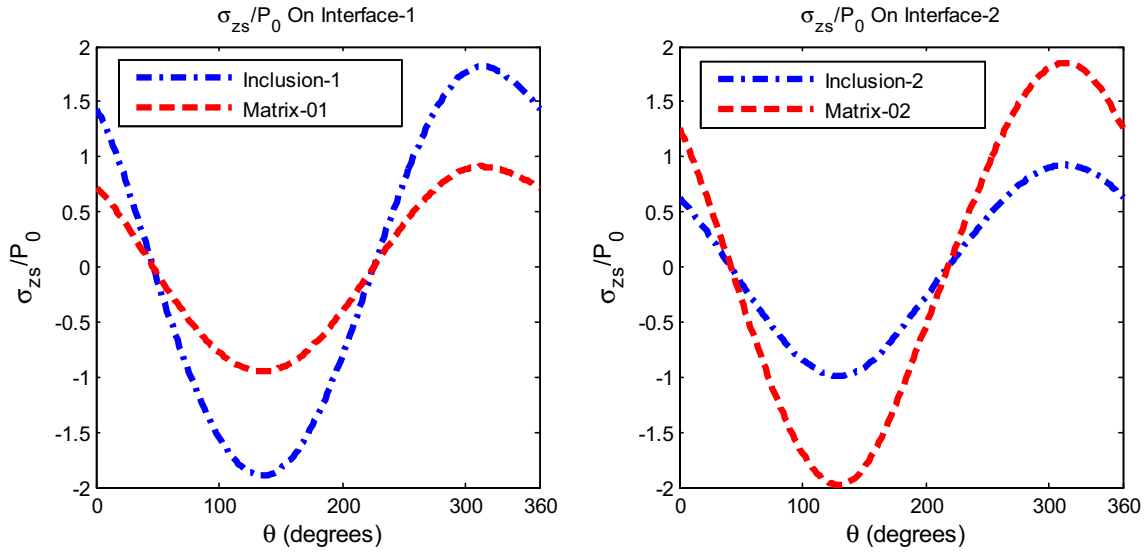 σzs/P0 On Interface-1
2
1.5
1
0.5
0
-0.5
-1
-1.5
-2
σzs/P0
Inclusion-1
Matrix-01
0
100
200
300
360
θ (degrees)
σzs/P0 On Interface-2
2
1.5
1
0.5
0
-0.5
-1
-1.5
-2
σzs/P0
Inclusion-2
Matrix-02
0
100
200
300
360
θ (degrees)